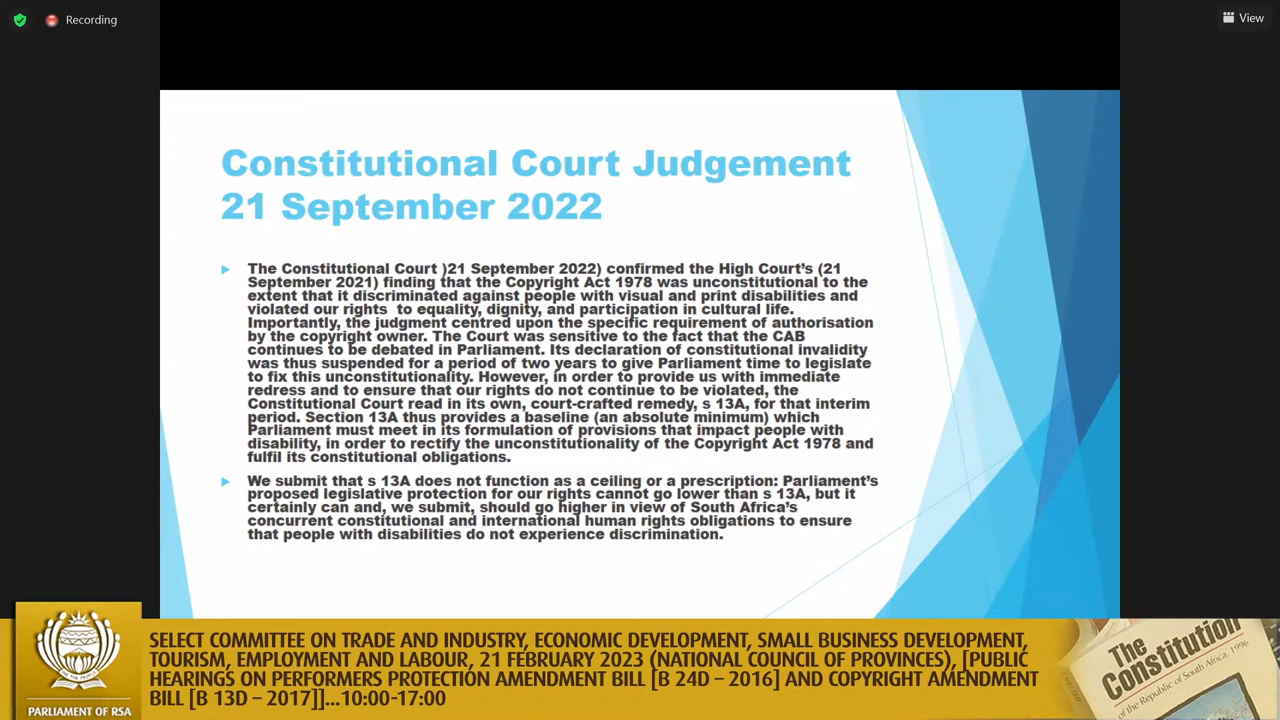 Recording
View
Constitutional Court Judgement
21 September 2022
The Constitutional Court )21 September 2022) confirmed the High Court's (21
September 2021) finding that the Copyright Act 1978 was unconstitutional to the
extent that it discriminated against people with visual and print disabilities and
violated our rights to equality, dignity, and participation in cultural life.
Importantly, the judgment centred upon the specific requirement of authorisation
by the copyright owner. The Court was sensitive to the fact that the CAB
continues to be debated in Parliament. Its declaration of constitutional invalidity
was thus suspended for a period of two years to give Parliament time to legislate
to fix this unconstitutionality. However, in order to provide us with immediate
redress and to ensure that our rights do not continue to be violated, the
Constitutional Court read in its own, court-crafted remedy, s 13A, for that interim
period. Section 13A thus provides a baseline (an absolute minimum) which
Parliament must meet in its formulation of provisions that impact people with
disability, in order to rectify the unconstitutionality of the Copyright Act 1978 and
fulfil its constitutional obligations.
We submit that s 13A does not function as a ceiling or a prescription: Parliament's
proposed legislative protection for our rights cannot go lower than s 13A, but it
certainly can and, we submit, should go higher in view of South Africa's
concurrent constitutional and international human rights obligations to ensure
that people with disabilities do not experience discrimination.
SELECT COMMITTEE ON TRADE AND INDUSTRY, ECONOMIC DEVELOPMENT, SMALL BUSINESS DEVELOPMENT,
TOURISM, EMPLOYMENT AND LABOUR, 21 FEBRUARY 2023 (NATIONAL COUNCIL OF PROVINCES), [PUBLIC
HEARINGS ON PERFORMERS PROTECTION AMENDMENT BILL [B 24D – 2016] AND COPYRIGHT AMENDMENT
BILL [B 13D – 2017]]...10:00-17:00
PARLIAMENT OF RSA
The
Constitution
of the Republic of South Africa, 1996